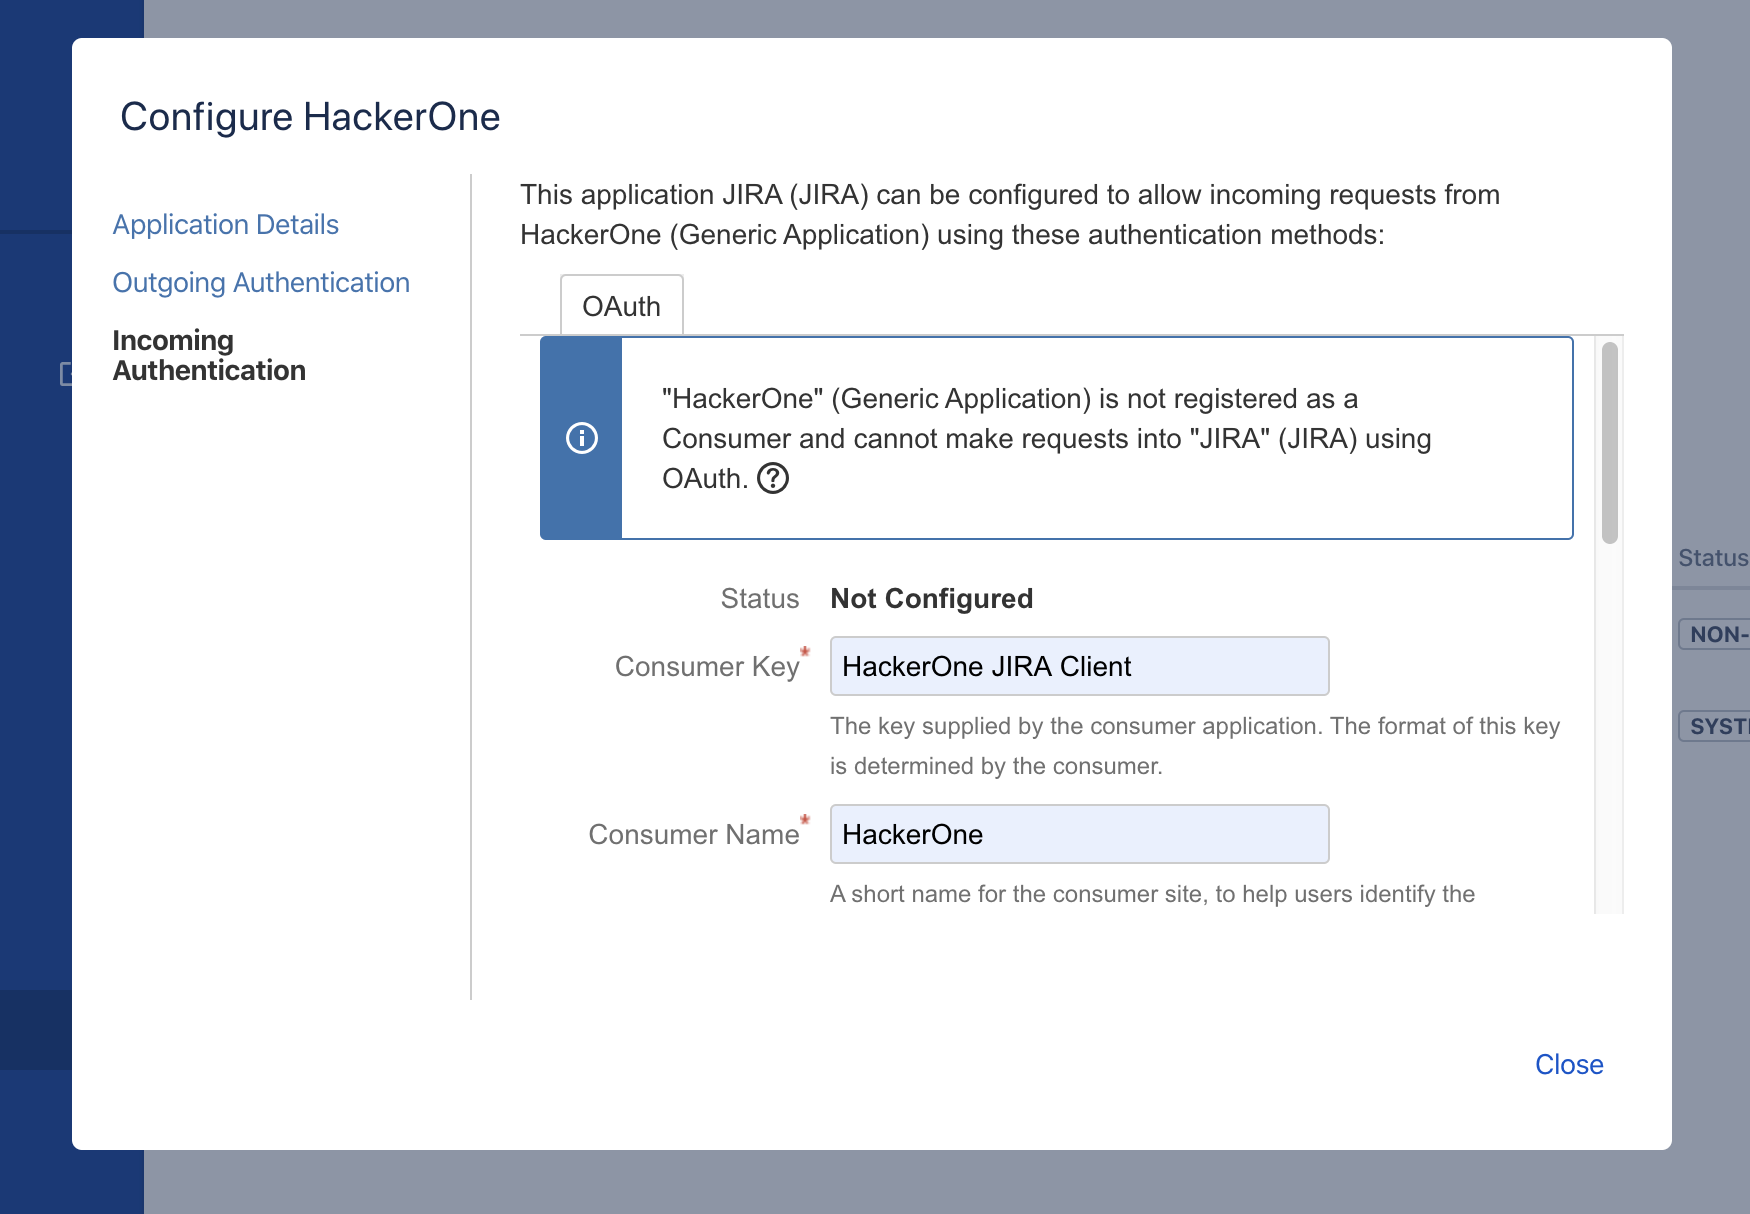 Configure HackerOne
Application Details
Outgoing Authentication
Incoming
Authentication
This application JIRA (JIRA) can be configured to allow incoming requests from
HackerOne (Generic Application) using these authentication methods:
OAuth
"HackerOne" (Generic Application) is not registered as a
Consumer and cannot make requests into "JIRA" (JIRA) using
OAuth.
Status Not Configured
Consumer Key* HackerOne JIRA Client
The key supplied by the consumer application. The format of this key
is determined by the consumer.
Consumer Name* HackerOne
A short name for the consumer site, to help users identify the
Close
Status
NON-
SYST